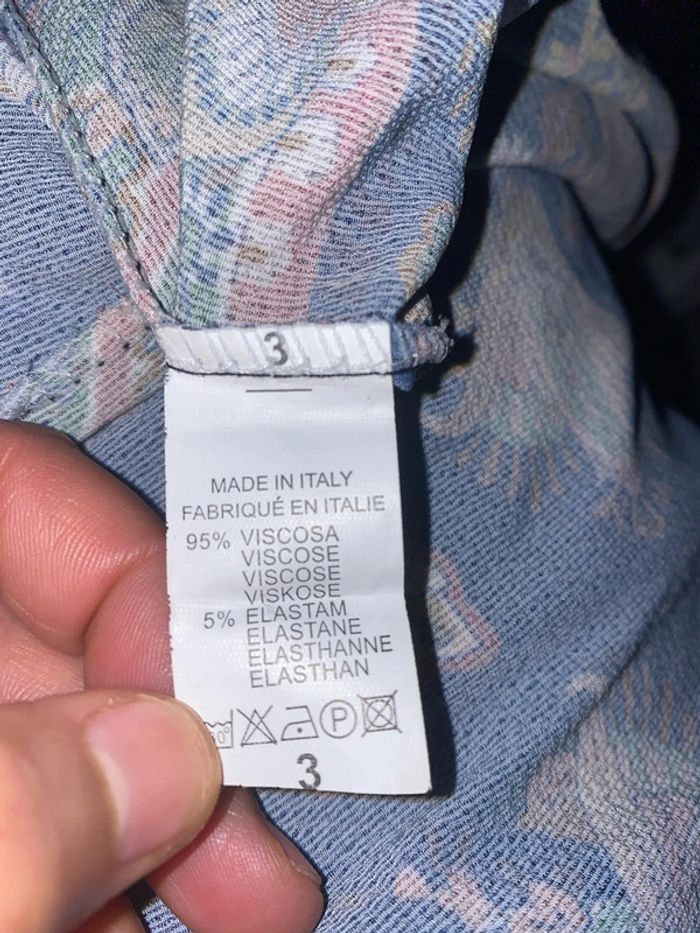 3
MADE IN ITALY
FABRIQUÉ EN ITALIE
95% VISCOSA
VISCOSE
VISCOSE
VISKOSE
5% ELASTAM
ELASTANE
ELASTHANNE
ELASTHAN
P
3